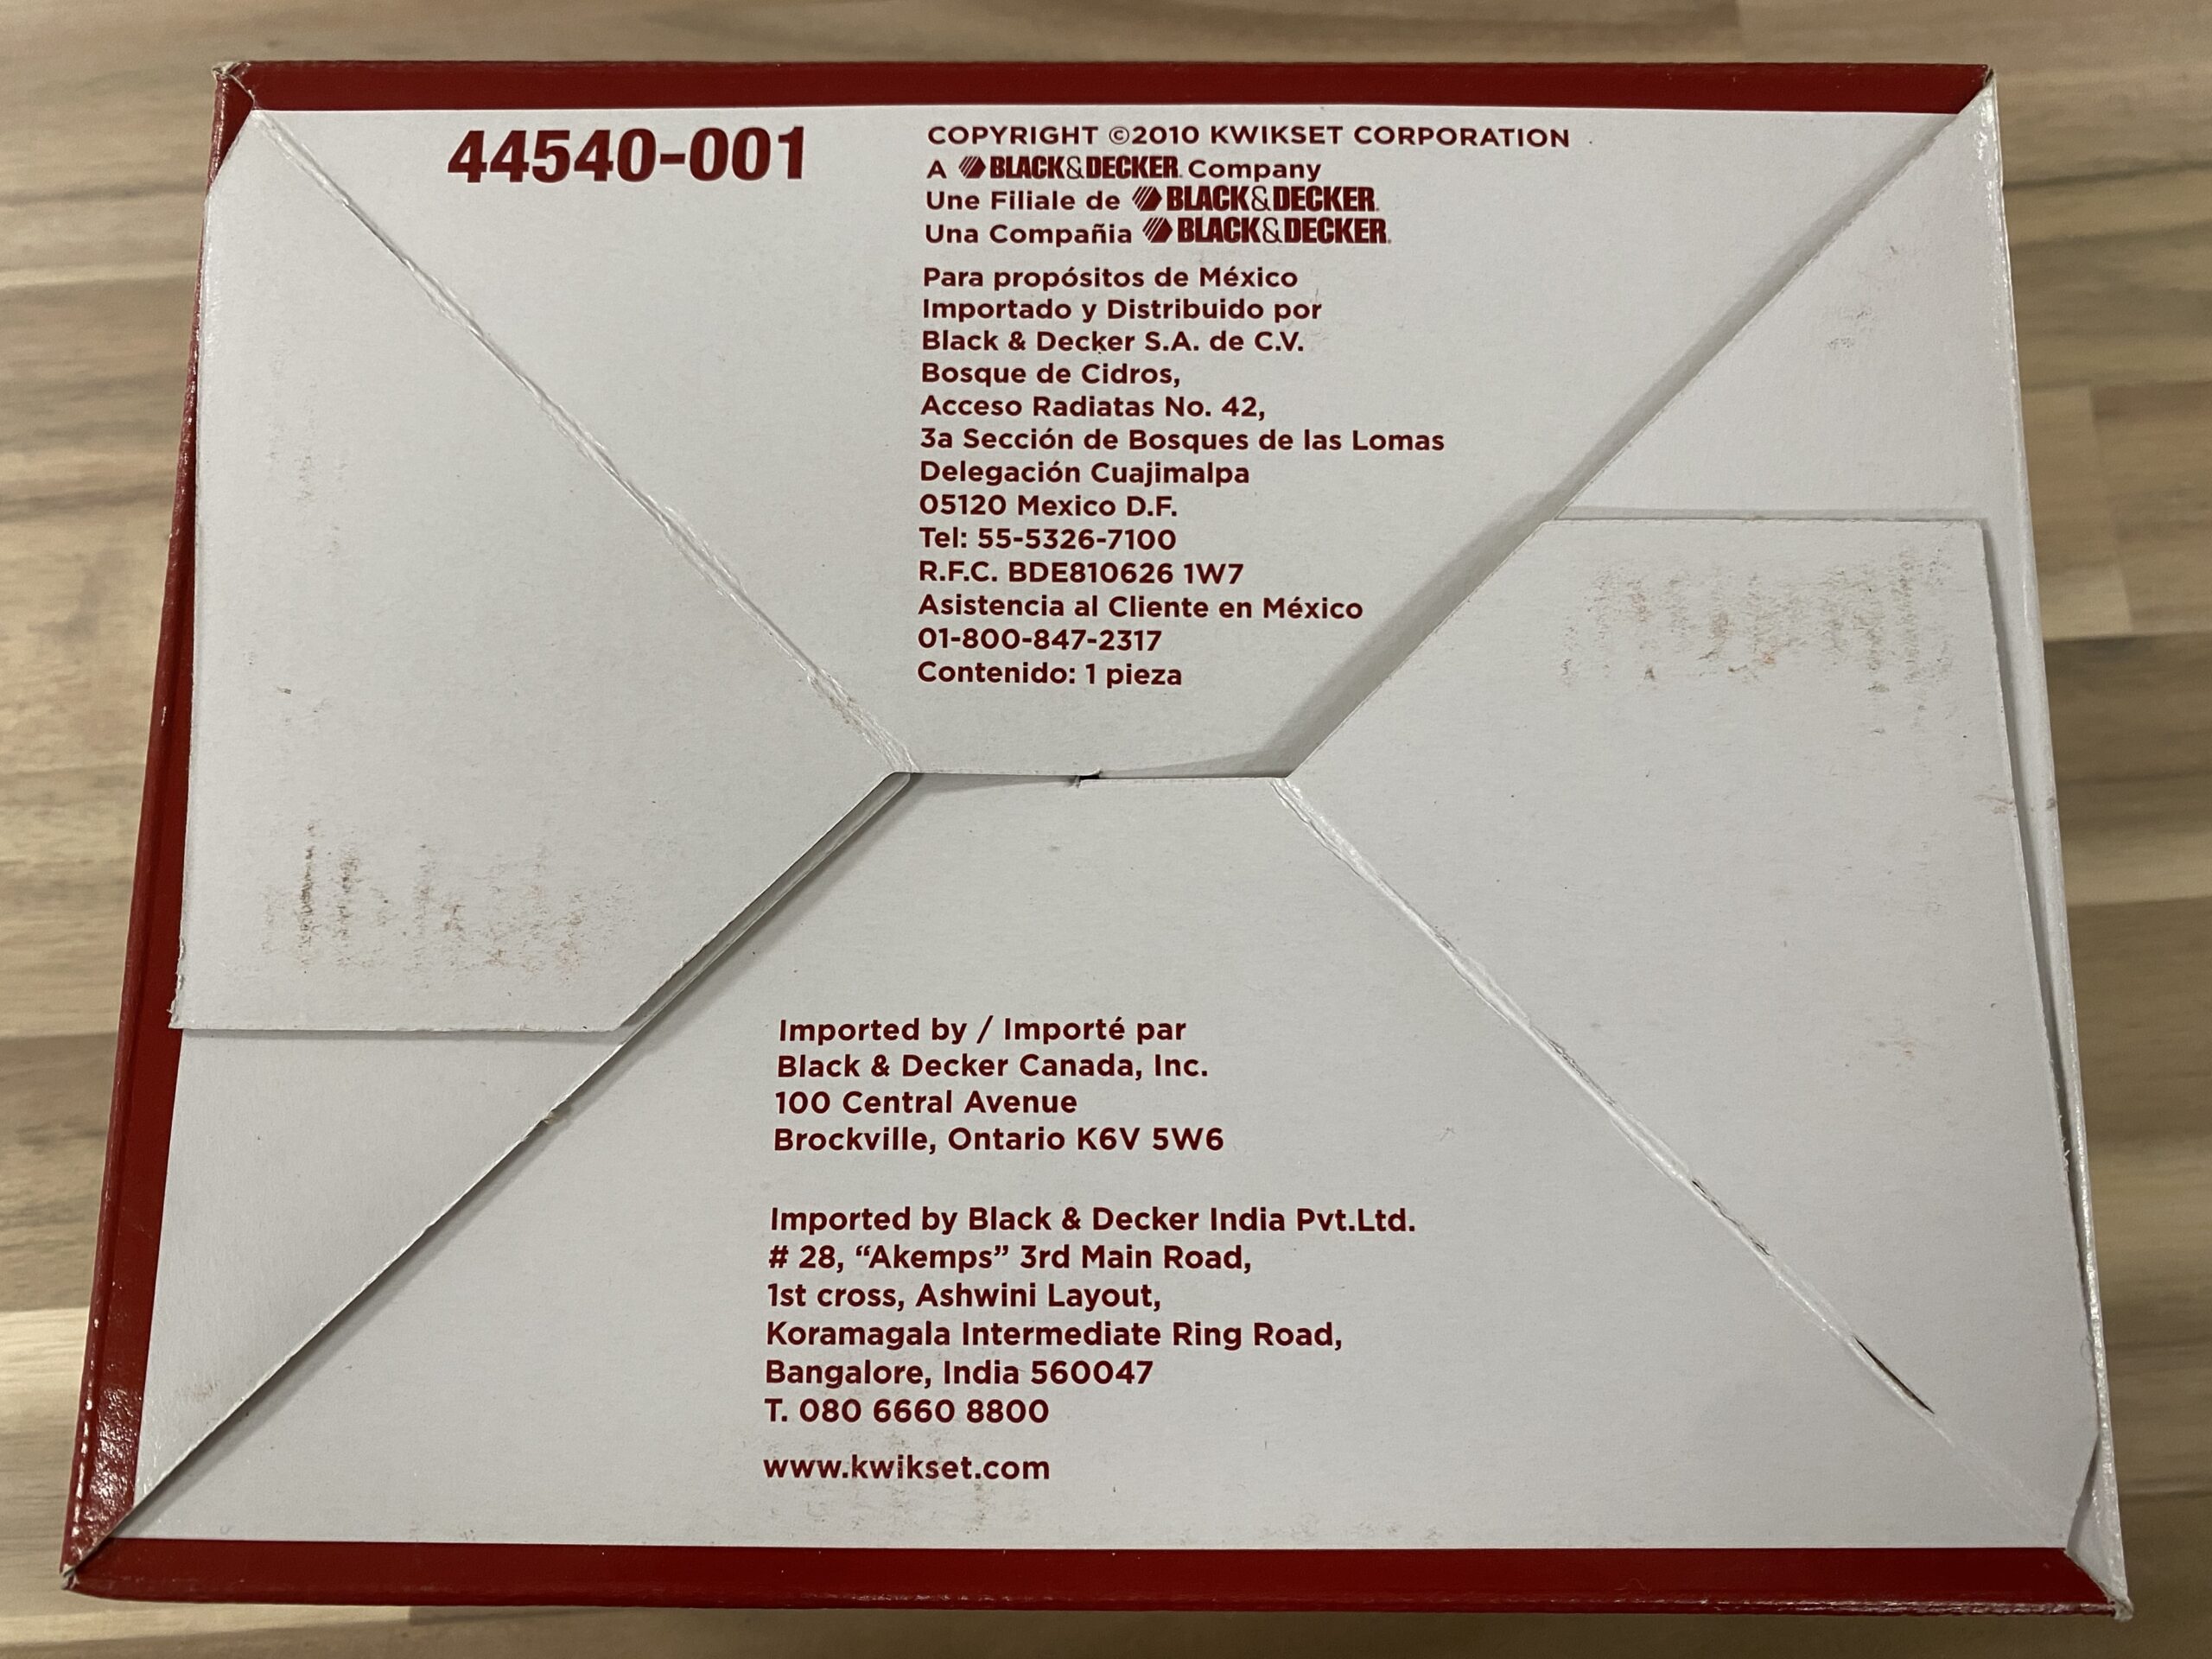 44540-001
COPYRIGHT ©2010 KWIKSET CORPORATION
A BLACK&DECKER. Company
Une Filiale de BLACK&DECKER.
Una Compañia BLACK&DECKER.
Para propósitos de México
Importado y Distribuido por
Black & Decker S.A. de C.V.
Bosque de Cidros,
Acceso Radiatas No. 42,
3a Sección de Bosques de las Lomas
Delegación Cuajimalpa
05120 Mexico D.F.
Tel: 55-5326-7100
R.F.C. BDE810626 1W7
Asistencia al Cliente en México
01-800-847-2317
Contenido: 1 pieza
Imported by / Importé par
Black & Decker Canada, Inc.
100 Central Avenue
Brockville, Ontario K6V 5W6
Imported by Black & Decker India Pvt.Ltd.
# 28, “Akemps” 3rd Main Road,
1st cross, Ashwini Layout,
Koramagala Intermediate Ring Road,
Bangalore, India 560047
T. 080 6660 8800
www.kwikset.com